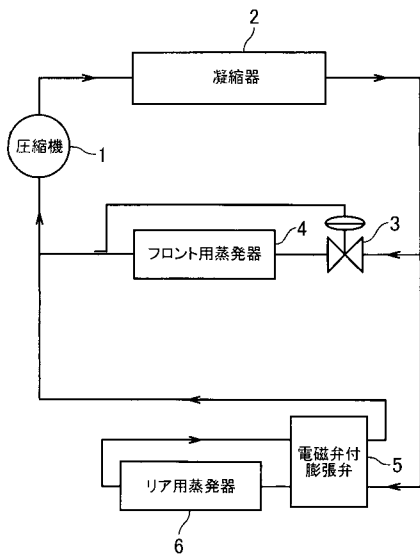 2
凝縮器
圧縮機
1
4
3
フロント用蒸発器
電磁弁付
膨張弁
5
リア用蒸発器
6